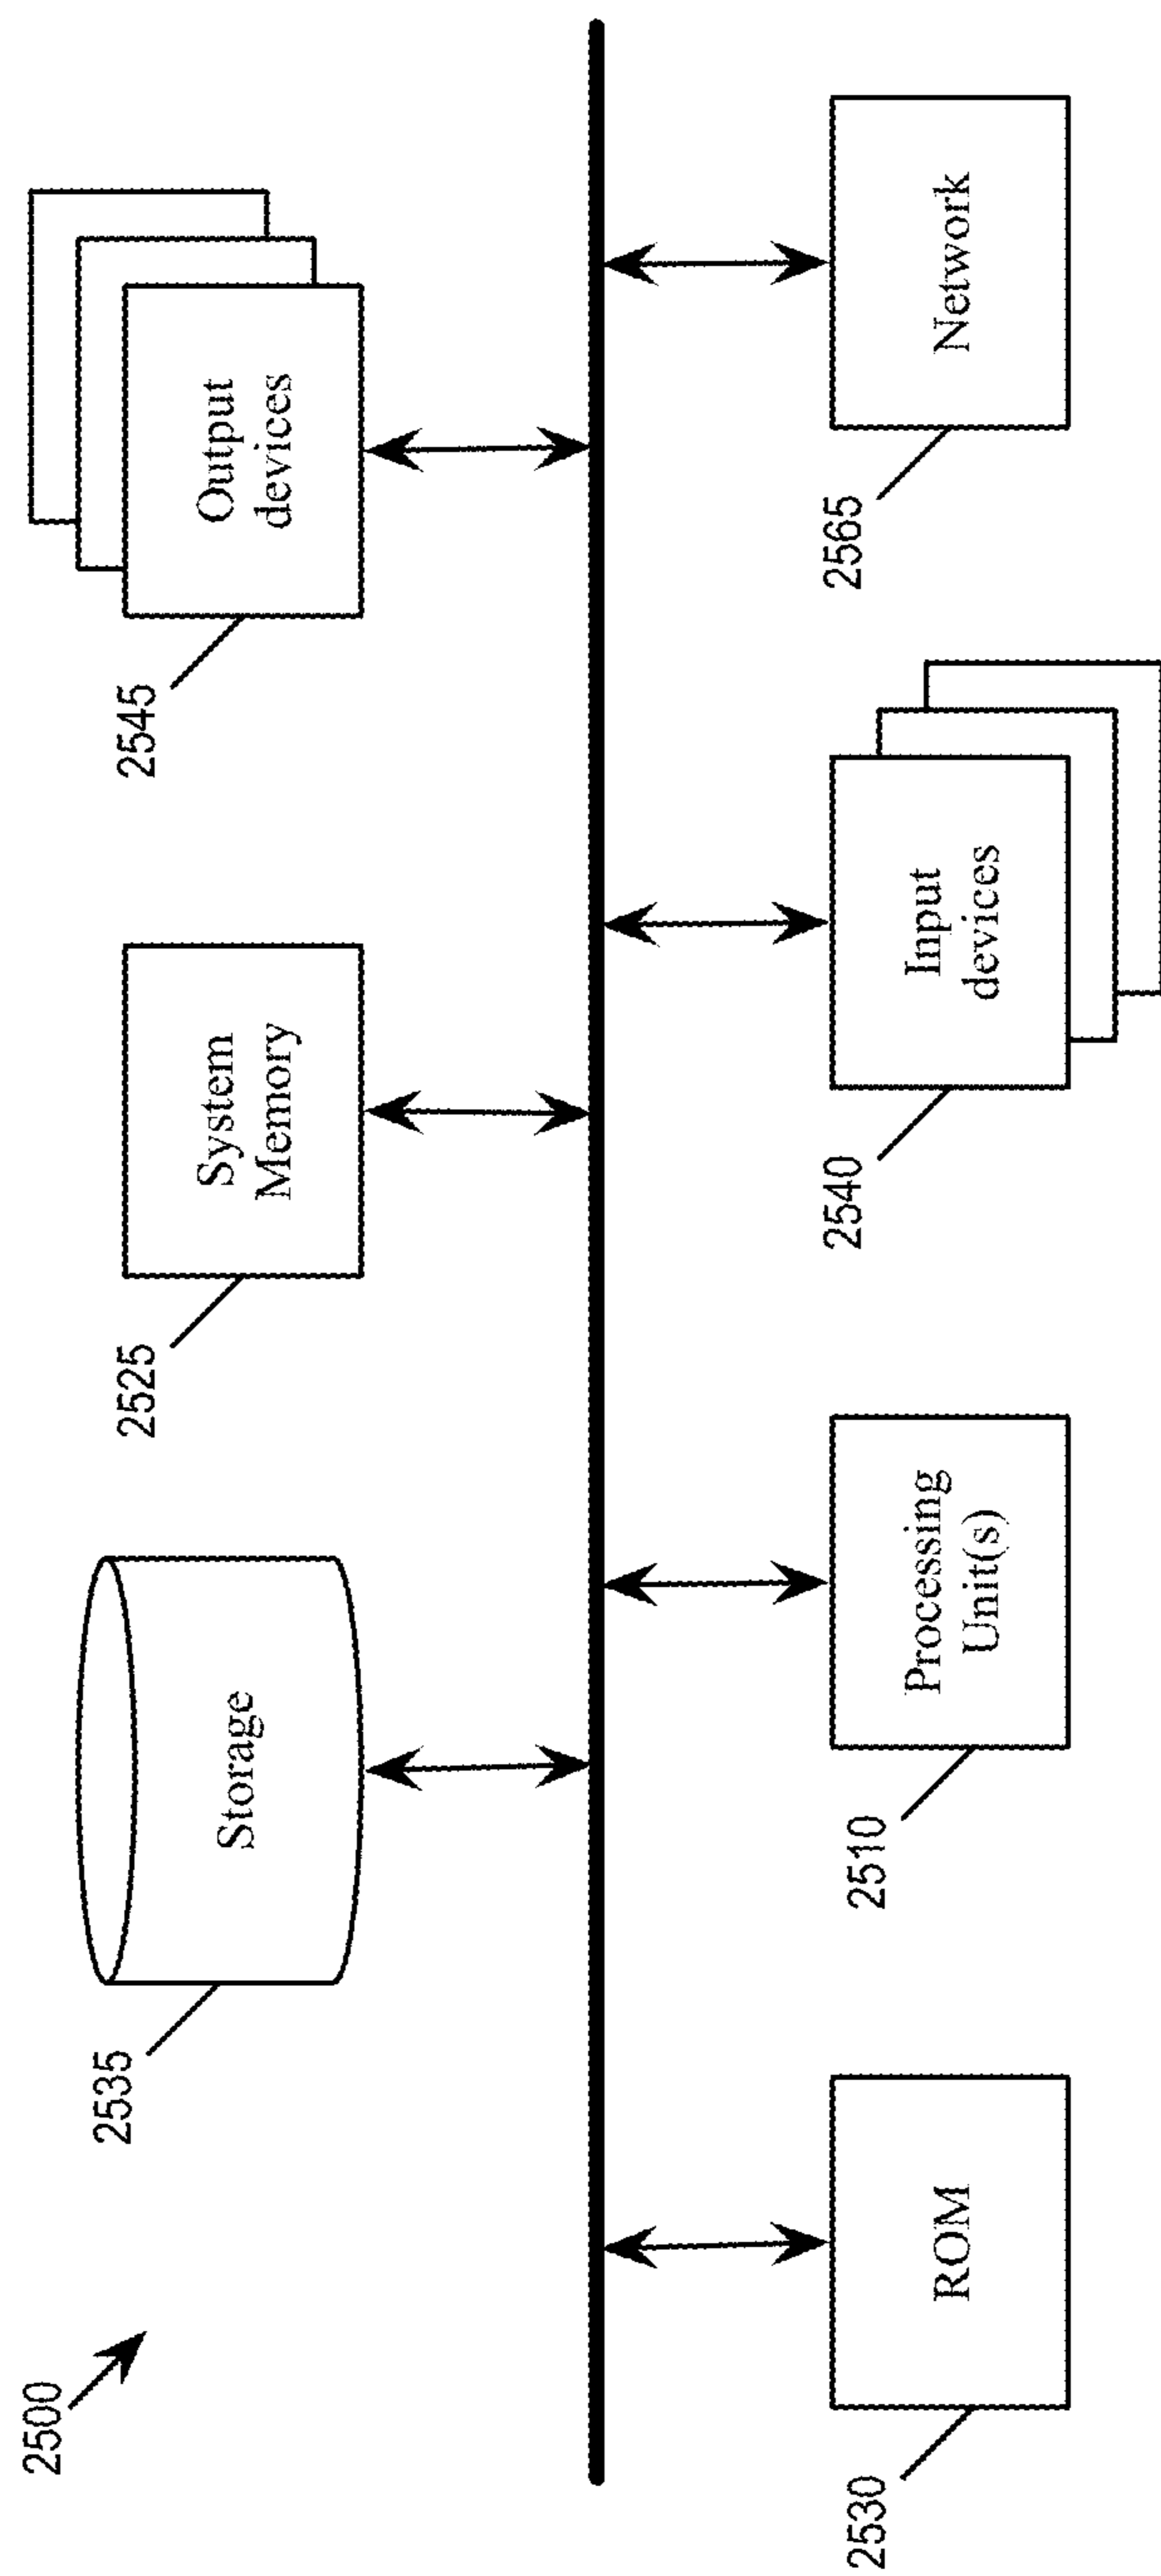 2500
2535
Storage
2525
System
Memory
2545
Output
devices
2530
ROM
2510
Processing
Unit(s)
2540
Input
devices
2565
Network